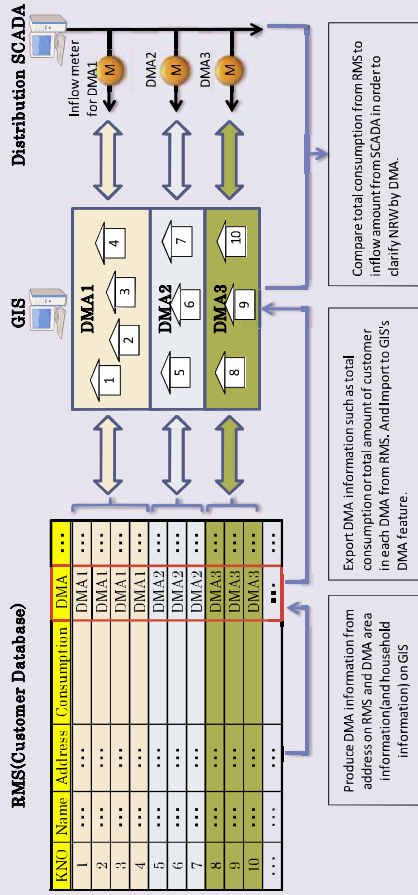 RMS(Customer Database)
GIS
Distribution SCADA
KNO Name Address Consumption DMA ...
1 ... ... DMA1 ...
2 ... ... DMA1 ...
3 ... ... DMA1 ...
4 ... ... DMA1 ...
5 ... ... DMA2 ...
6 ... ... DMA2 ...
7 ... ... DMA2 ...
8 ... ... DMA3 ...
9 ... ... DMA3 ...
10 ... ... DMA3 ...
... ... ... ... ...
DMA1
1 2 3 4
DMA2
5 6 7
DMA3
8 9 10
Inflow meter
for DMA1
M
DMA2
M
DMA3
M
Produce DMA information from
address on RMS and DMA area
information(and household
information) on GIS
Export DMA information such as total
consumption or total amount of customer
in each DMA from RMS. And Import to GIS's
DMA feature.
Compare total consumption from RMS to
inflow amount from SCADA in order to
clarify NRW by DMA.